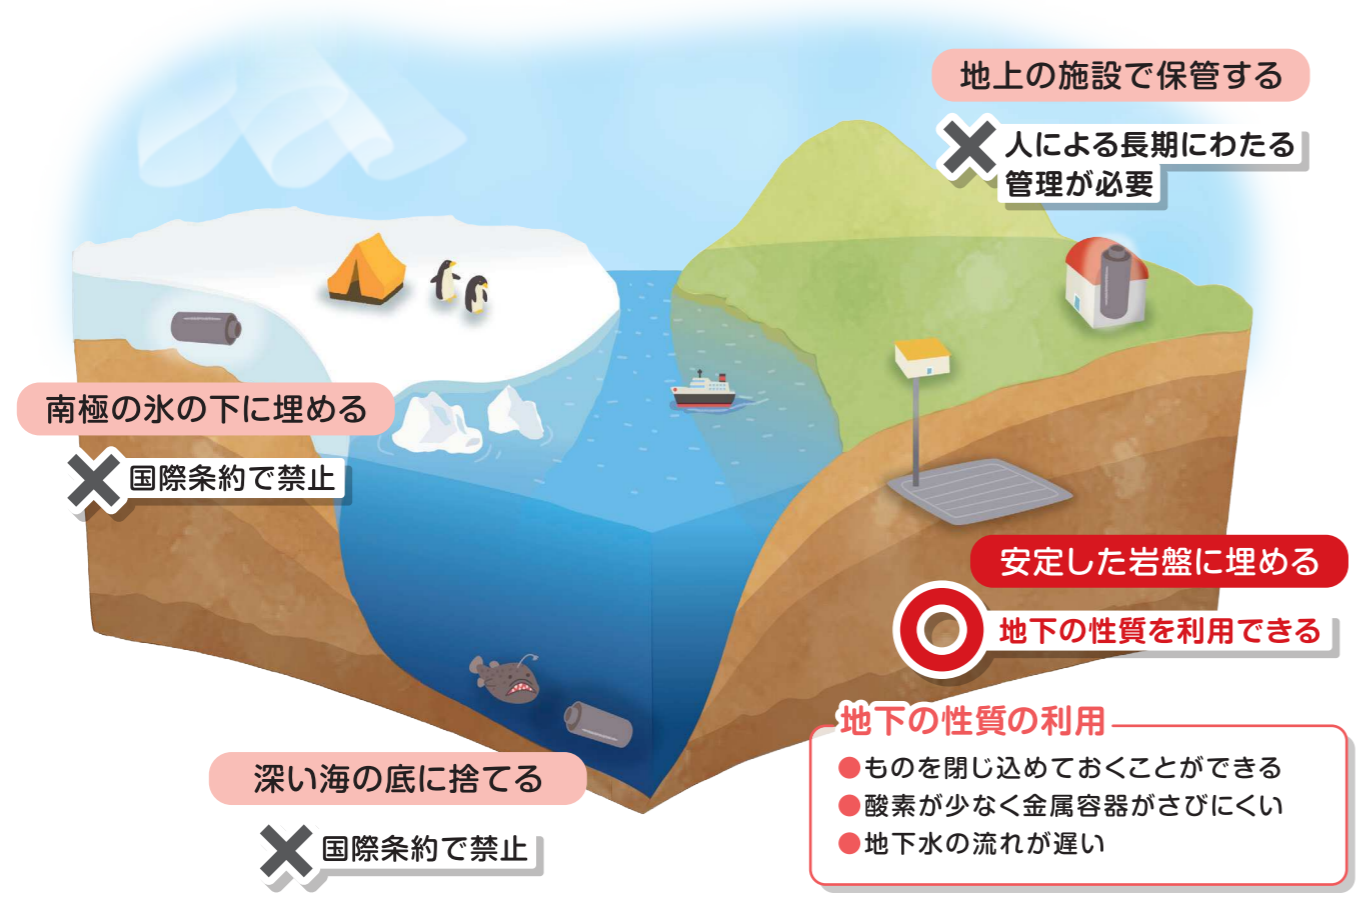 地上の施設で保管する
人による長期にわたる
管理が必要
南極の氷の下に埋める
国際条約で禁止
安定した岩盤に埋める
地下の性質を利用できる
深い海の底に捨てる
国際条約で禁止
地下の性質の利用
●ものを閉じ込めておくことができる
●酸素が少なく金属容器がさびにくい
●地下水の流れが遅い